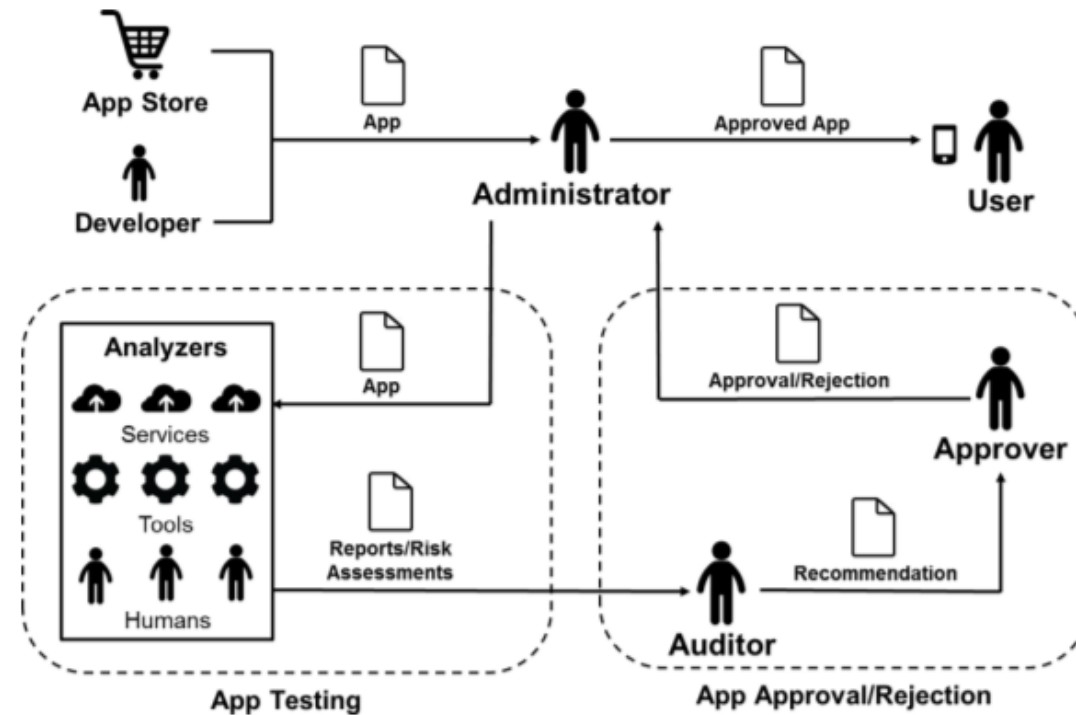 App Store
App
Approved App
Administrator
User
Developer
Analyzers
Services
Tools
Humans
App
Reports/Risk
Assessments
App Testing
Approval/Rejection
Approver
Recommendation
Auditor
App Approval/Rejection